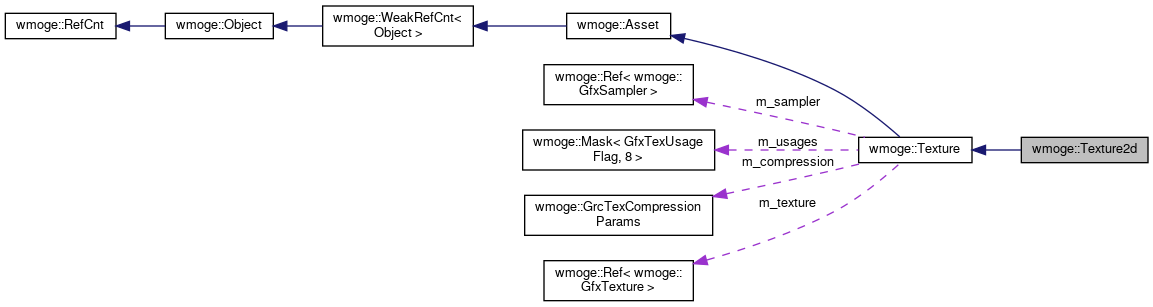 wmoge::RefCnt
wmoge::Object
wmoge::WeakRefCnt<
Object >
wmoge::Asset
wmoge::Ref< wmoge::
GfxSampler >
m_sampler
wmoge::Mask< GfxTexUsage
Flag, 8 >
m_usages
wmoge::Texture
wmoge::Texture2d
m_compression
wmoge::GrcTexCompression
Params
m_texture
wmoge::Ref< wmoge::
GfxTexture >